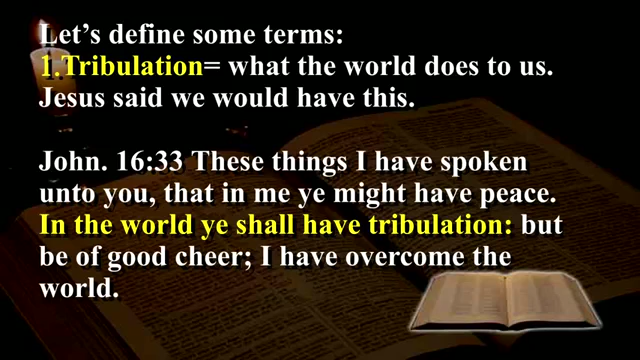 Let's define some terms:
1.Tribulation= what the world does to us.
Jesus said we would have this.
John. 16:33 These things I have spoken
unto you, that in me ye might have peace.
In the world ye shall have tribulation: but
be of good cheer; I have overcome the
world.